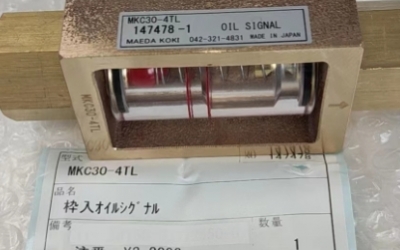 MKC30-4TL
147478-1 OIL SIGNAL
MAEDA KOKI 042-321-4831 MADE IN JAPAN
MKC30-4TL
型式
MKC30-4TL
品名
枠入オイルシグナル
備考 数量
1